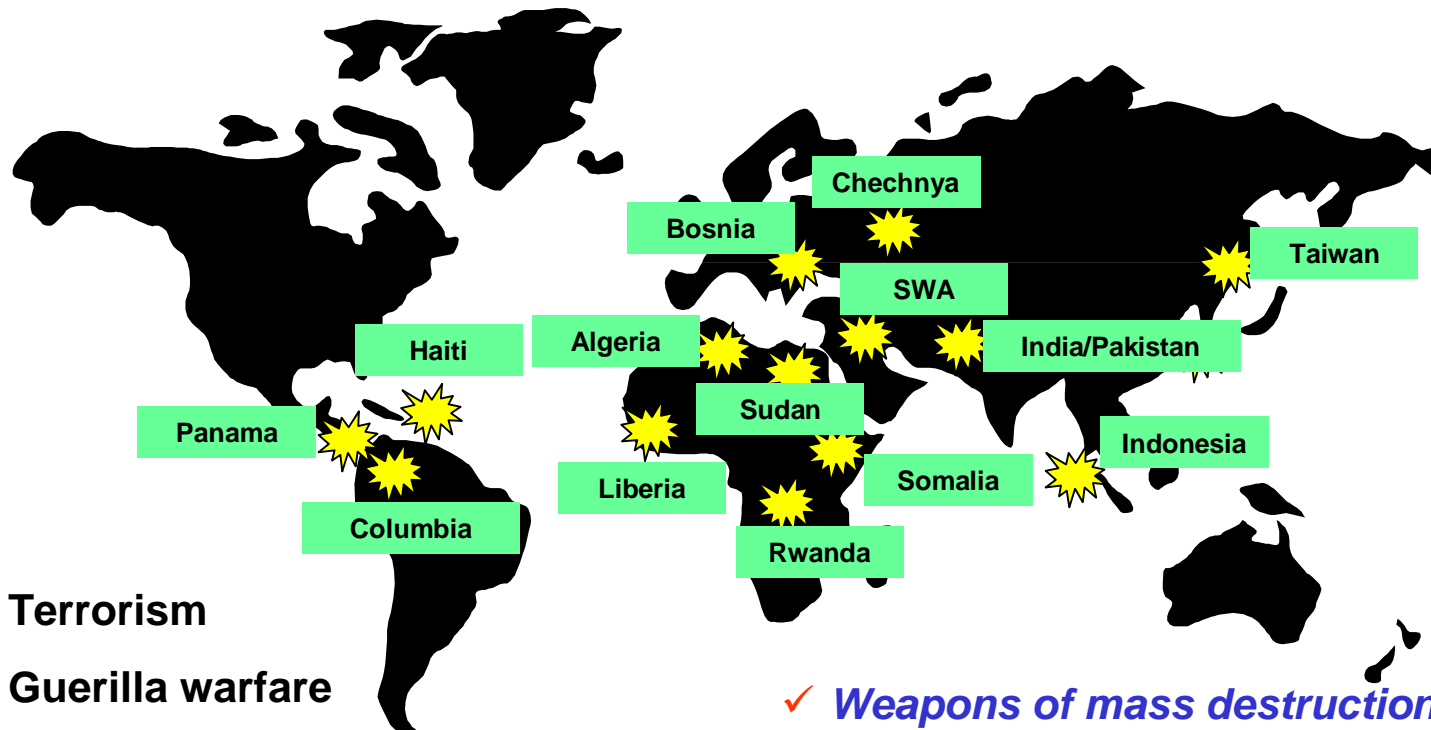 Chechnya
Bosnia
Taiwan
SWA
Algeria
India/Pakistan
Haiti
Sudan
Panama
Indonesia
Liberia
Somalia
Columbia
Rwanda
Terrorism
Guerilla warfare
✓ Weapons of mass destruction